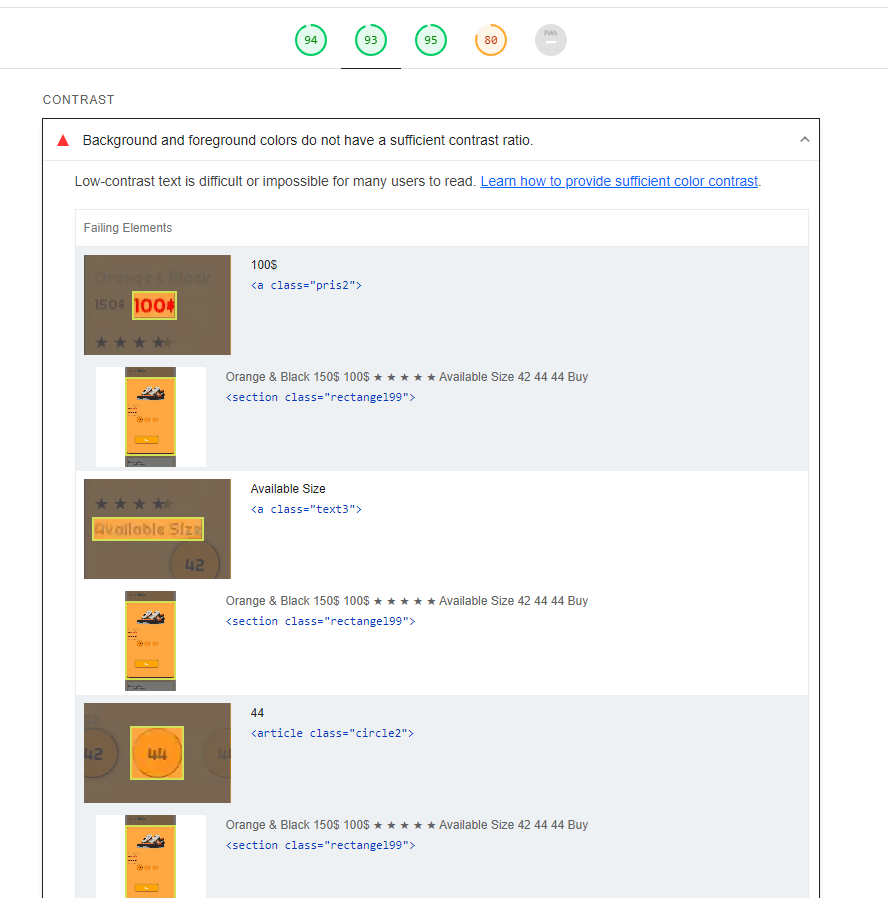 94 93 95 80 PWA
CONTRAST
Background and foreground colors do not have a sufficient contrast ratio.
Low-contrast text is difficult or impossible for many users to read. Learn how to provide sufficient color contrast.
Failing Elements
Orange & Black
150$ 100$
★ ★ ★ ★
100$
<a class="pris2">
Orange & Black 150$ 100$ ★ ★ ★ ★ ★ Available Size 42 44 44 Buy
<section class="rectangel99">
★ ★ ★ ★
Available Size
42
Available Size
<a class="text3">
Orange & Black 150$ 100$ ★ ★ ★ ★ ★ Available Size 42 44 44 Buy
<section class="rectangel99">
42 44
44
<article class="circle2">
Orange & Black 150$ 100$ ★ ★ ★ ★ ★ Available Size 42 44 44 Buy
<section class="rectangel99">